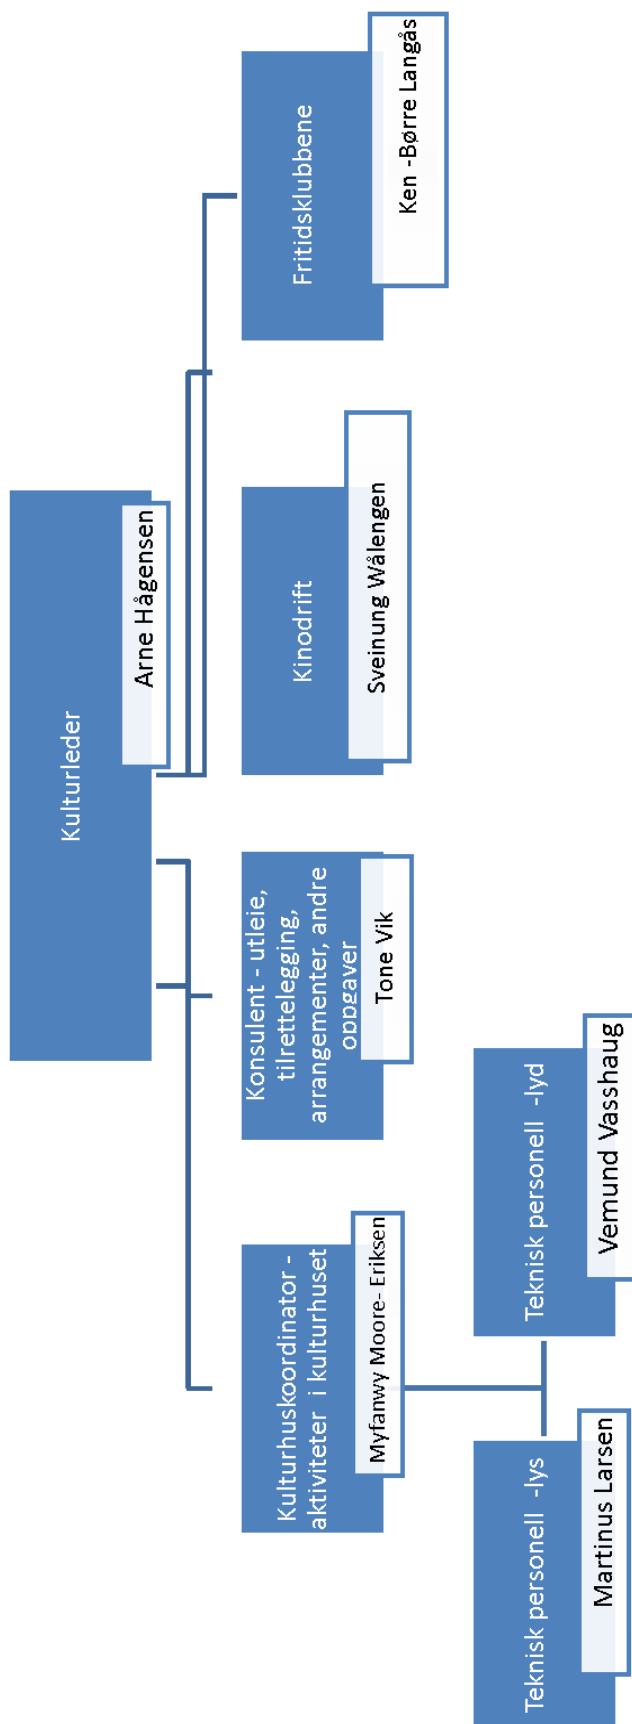 Kulturleder
Arne Hågensen
Kulturhuskoordinator -
aktiviteter i kulturhuset
Myfanwy Moore- Eriksen
Konsulent - utleie,
tilrettelegging,
arrangementer, andre
oppgaver
Tone Vik
Kinodrift
Sveinung Wålengen
Fritidsklubbene
Ken -Børre Langås
Teknisk personell -lys
Martinus Larsen
Teknisk personell -lyd
Vemund Vasshaug